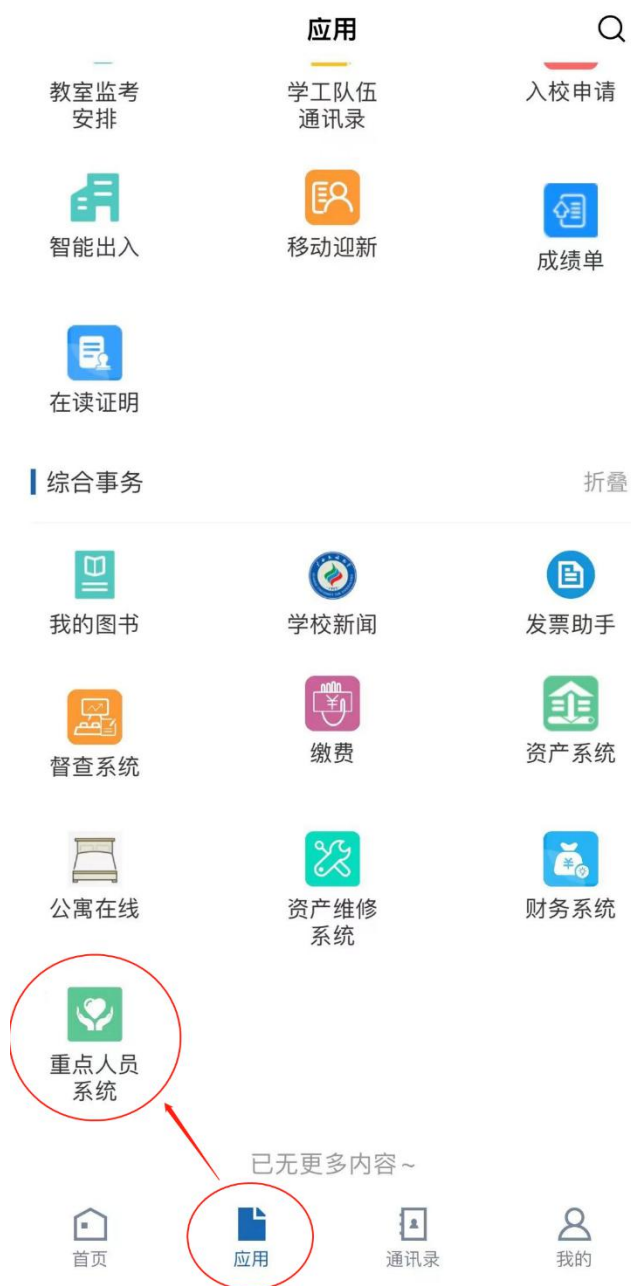 应用
教室监考
安排
学工队伍
通讯录
入校申请
智能出入
移动迎新
成绩单
在读证明
综合事务
折叠
我的图书
学校新闻
发票助手
督查系统
缴费
资产系统
公寓在线
资产维修
系统
财务系统
重点人员
系统
已无更多内容~
首页
应用
通讯录
我的